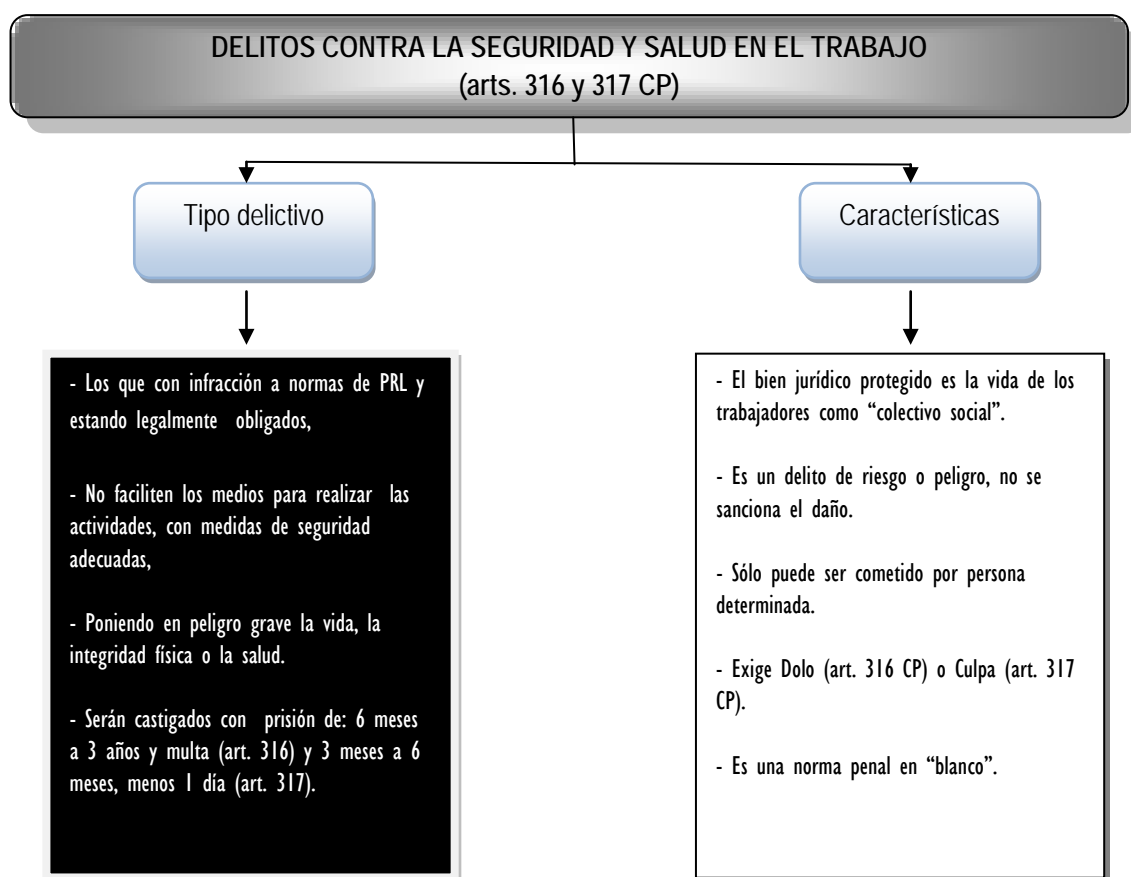 DELITOS CONTRA LA SEGURIDAD Y SALUD EN EL TRABAJO
(arts. 316 y 317 CP)
Tipo delictivo
Características
- Los que con infracción a normas de PRL y
estando legalmente obligados,
- No faciliten los medios para realizar las
actividades, con medidas de seguridad
adecuadas,
- Poniendo en peligro grave la vida, la
integridad física o la salud.
- Serán castigados con prisión de: 6 meses
a 3 años y multa (art. 316) y 3 meses a 6
meses, menos 1 día (art. 317).
- El bien jurídico protegido es la vida de los
trabajadores como “colectivo social”.
- Es un delito de riesgo o peligro, no se
sanciona el daño.
- Sólo puede ser cometido por persona
determinada.
- Exige Dolo (art. 316 CP) o Culpa (art. 317
CP).
- Es una norma penal en “blanco”.